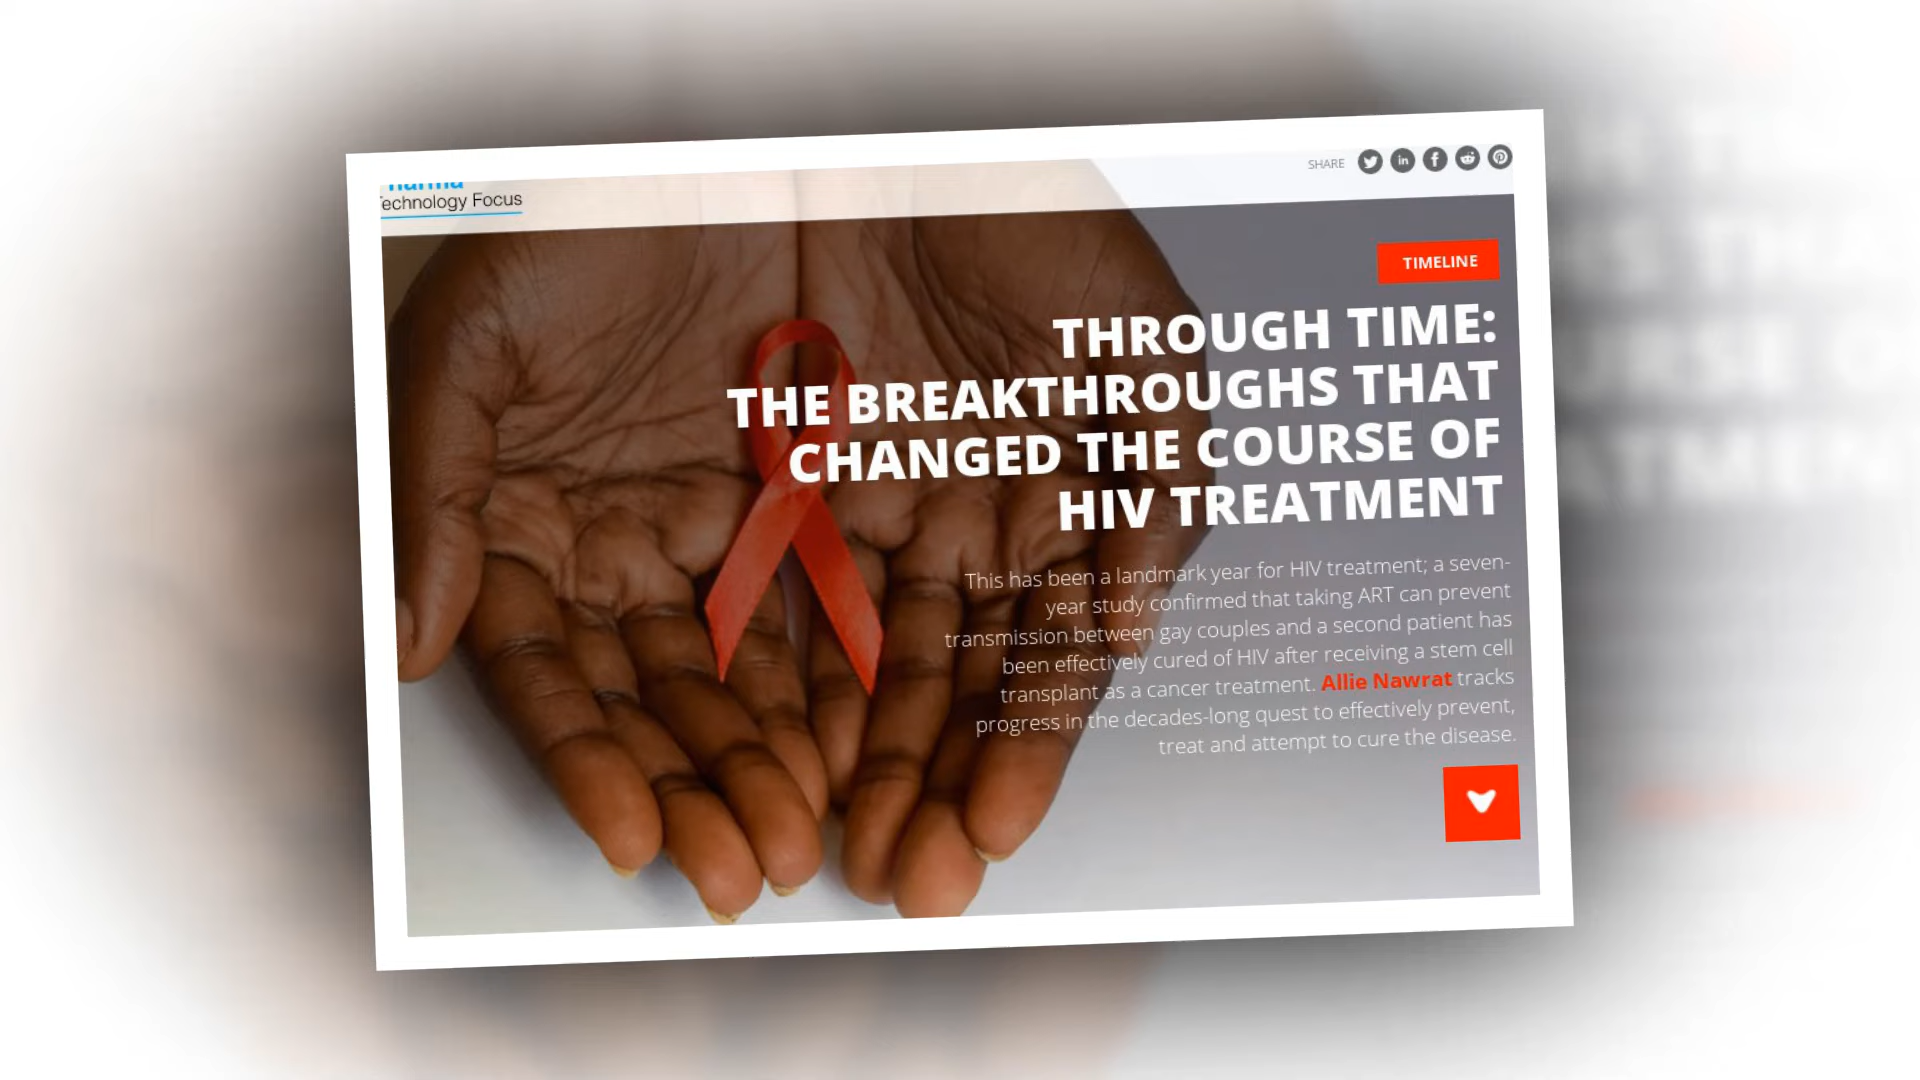 Technology Focus
SHARE
TIMELINE
THROUGH TIME:
THE BREAKTHROUGHS THAT
CHANGED THE COURSE OF
HIV TREATMENT
This has been a landmark year for HIV treatment; a seven-
year study confirmed that taking ART can prevent
transmission between gay couples and a second patient has
been effectively cured of HIV after receiving a stem cell
transplant as a cancer treatment. Allie Nawrat tracks
progress in the decades-long quest to effectively prevent,
treat and attempt to cure the disease.